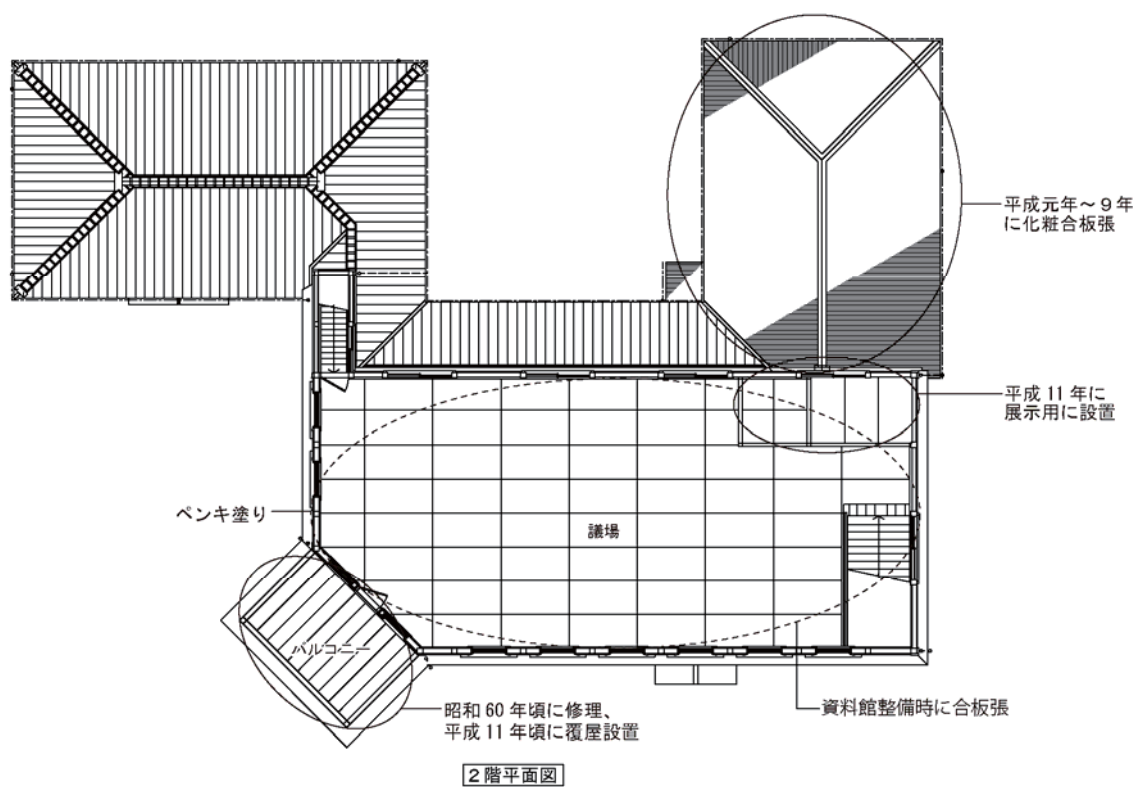 平成元年～９年
に化粧合板張
平成 11 年に
展示用に設置
ペンキ塗り
議場
バルコニー
昭和 60 年頃に修理、
平成 11 年頃に覆屋設置
資料館整備時に合板張
２階平面図